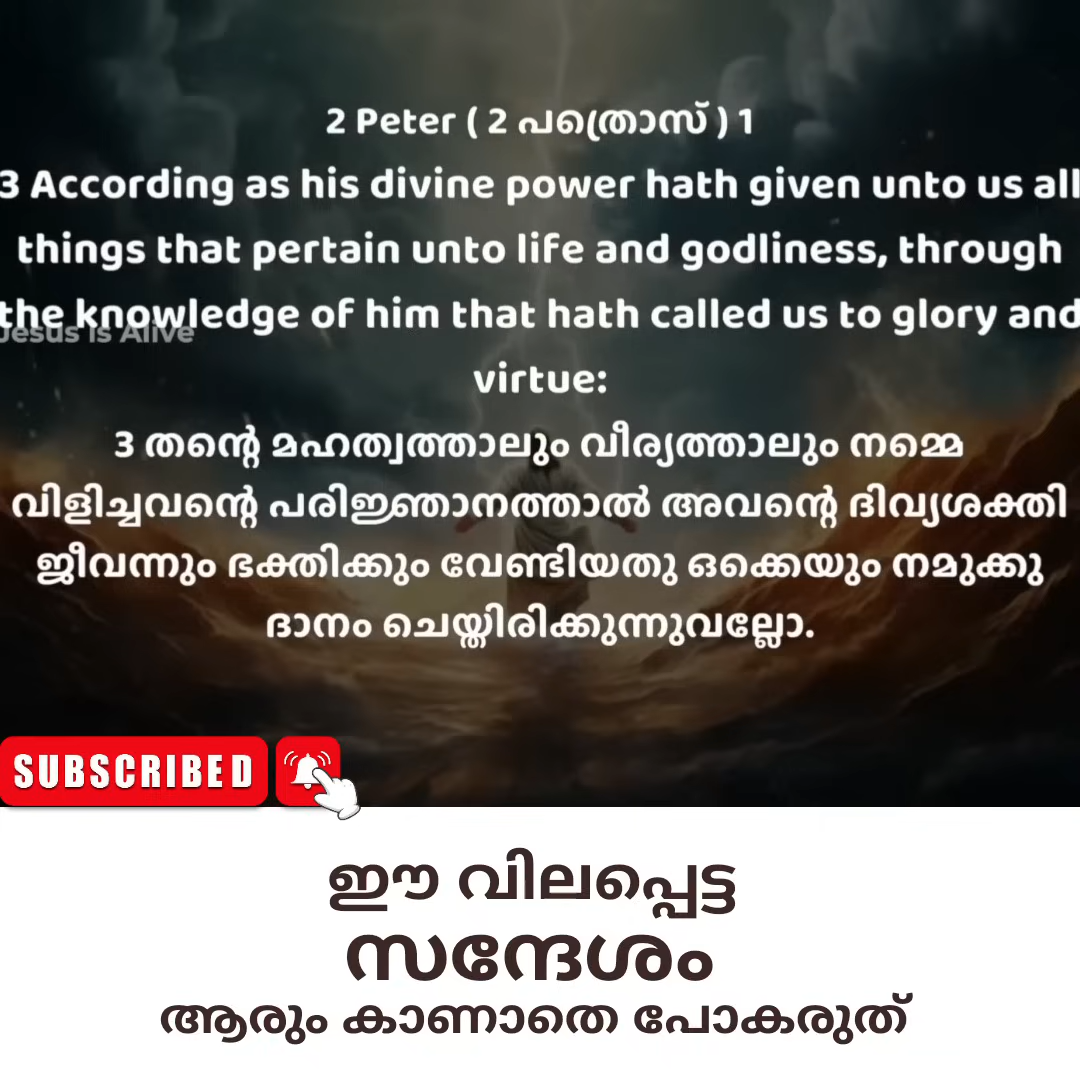 2 Peter ( 2 പത്രൊസ് ) 1
3 According as his divine power hath given unto us all
things that pertain unto life and godliness, through
the knowledge of him that hath called us to glory and
Jesus Is Alive
virtue:
3 തന്റെ മഹത്വത്താലും വീര്യത്താലും നമ്മെ
വിളിച്ചവന്റെ പരിജ്ഞാനത്താൽ അവന്റെ ദിവ്യശക്തി
ജീവന്നും ഭക്തിക്കും വേണ്ടിയതു ഒക്കെയും നമുക്കു
ദാനം ചെയ്തിരിക്കുന്നുവല്ലോ.
SUBSCRIBED
ഈ വിലപ്പെട്ട
സന്ദേശം
ആരും കാണാതെ പോകരുത്